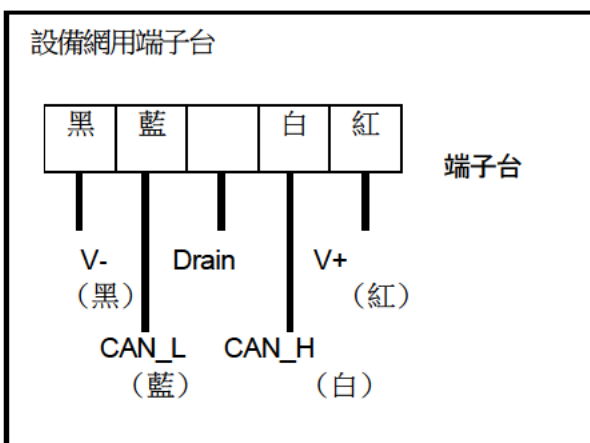 設備網用端子台
黑 藍 白 紅
端子台
V- Drain V+
（黑） （紅）
CAN_L CAN_H
（藍） （白）